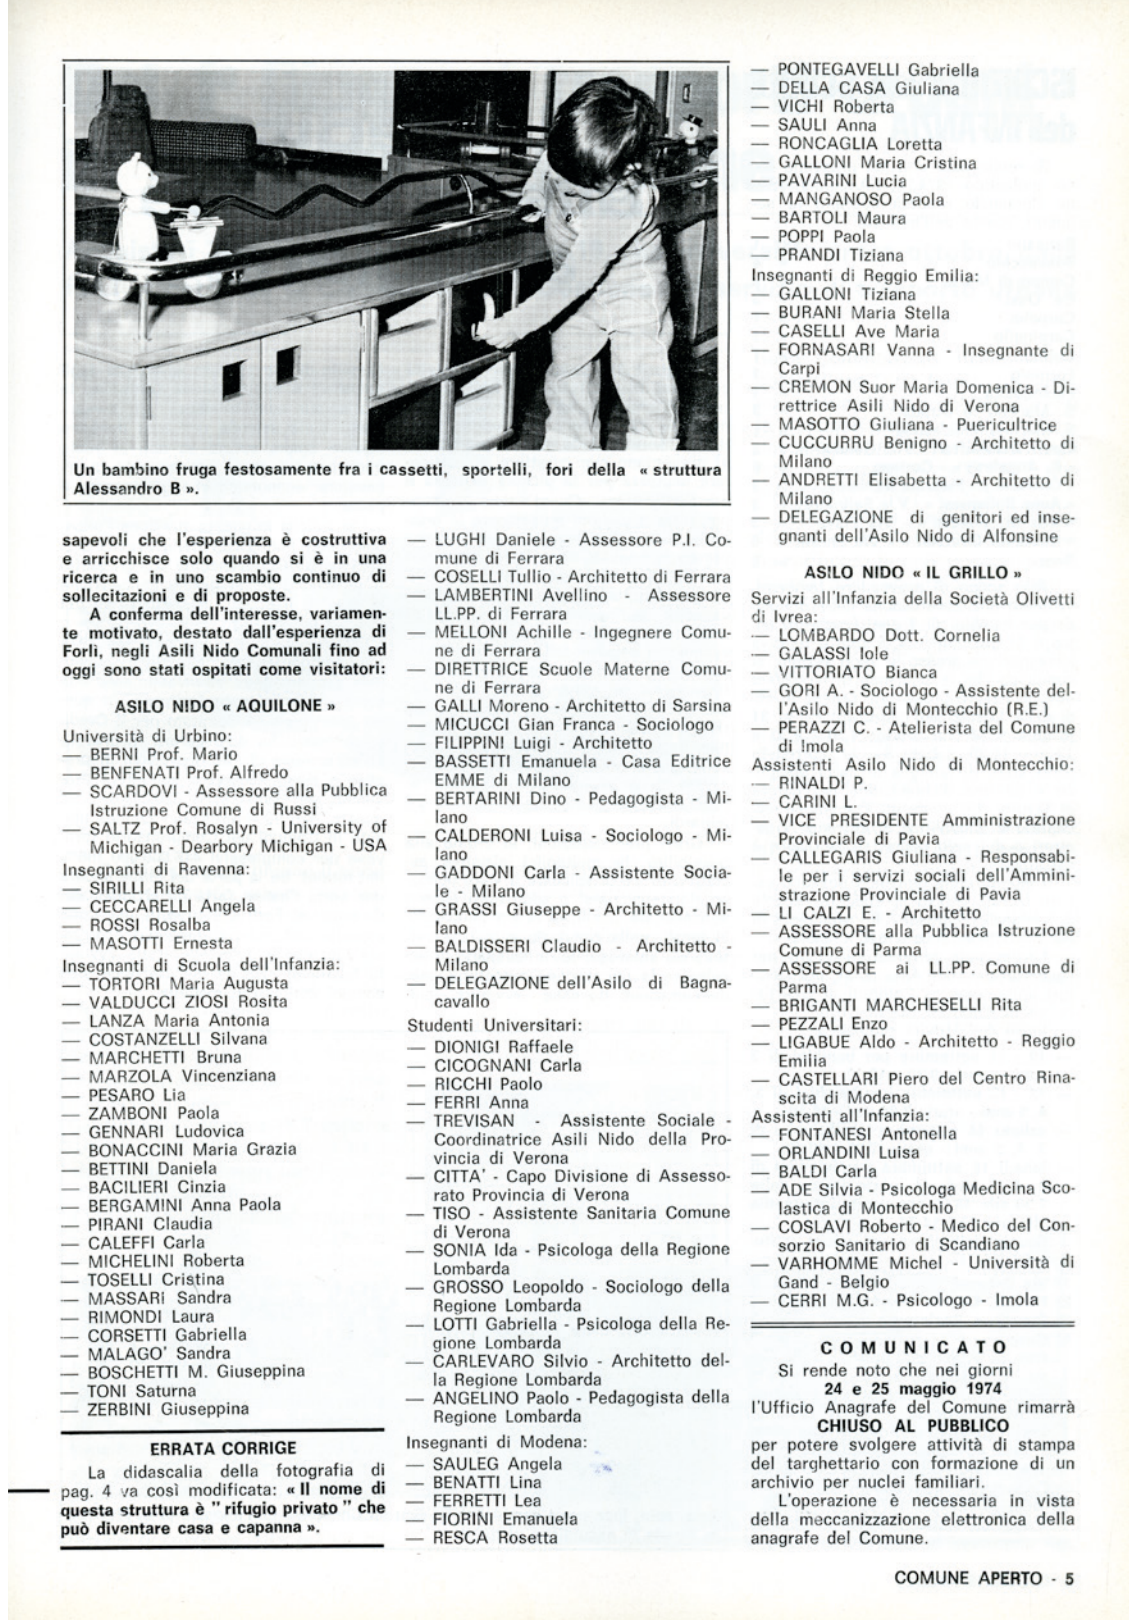 Un bambino fruga festosamente fra i cassetti, sportelli, fori della « struttura
Alessandro B ».
sapevoli che l'esperienza è costruttiva
e arricchisce solo quando si è in una
ricerca e in uno scambio continuo di
sollecitazioni e di proposte.
A conferma dell'interesse, variamen-
te motivato, destato dall'esperienza di
Forlì, negli Asili Nido Comunali fino ad
oggi sono stati ospitati come visitatori:
ASILO NIDO « AQUILONE »
Università di Urbino:
— BERNI Prof. Mario
— BENFENATI Prof. Alfredo
— SCARDOVI - Assessore alla Pubblica
Istruzione Comune di Russi
— SALTZ Prof. Rosalyn - University of
Michigan - Dearbory Michigan - USA
Insegnanti di Ravenna:
— SIRILLI Rita
— CECCARELLI Angela
— ROSSI Rosalba
— MASOTTI Ernesta
Insegnanti di Scuola dell'Infanzia:
— TORTORI Maria Augusta
— VALDUCCI ZIOSI Rosita
— LANZA Maria Antonia
— COSTANZELLI Silvana
— MARCHETTI Bruna
— MARZOLA Vincenziana
— PESARO Lia
— ZAMBONI Paola
— GENNARI Ludovica
— BONACCINI Maria Grazia
— BETTINI Daniela
— BACILIERI Cinzia
— BERGAMINI Anna Paola
— PIRANI Claudia
— CALEFFI Carla
— MICHELINI Roberta
— TOSELLI Cristina
— MASSARI Sandra
— RIMONDI Laura
— CORSETTI Gabriella
— MALAGO' Sandra
— BOSCHETTI M. Giuseppina
— TONI Saturna
— ZERBINI Giuseppina
ERRATA CORRIGE
La didascalia della fotografia di
pag. 4 va così modificata: « Il nome di
questa struttura è " rifugio privato " che
può diventare casa e capanna ».
— LUGHI Daniele - Assessore P.I. Co-
mune di Ferrara
— COSELLI Tullio - Architetto di Ferrara
— LAMBERTINI Avellino - Assessore
LL.PP. di Ferrara
— MELLONI Achille - Ingegnere Comu-
ne di Ferrara
— DIRETTRICE Scuole Materne Comu-
ne di Ferrara
— GALLI Moreno - Architetto di Sarsina
— MICUCCI Gian Franca - Sociologo
— FILIPPINI Luigi - Architetto
— BASSETTI Emanuela - Casa Editrice
EMME di Milano
— BERTARINI Dino - Pedagogista - Mi-
lano
— CALDERONI Luisa - Sociologo - Mi-
lano
— GADDONI Carla - Assistente Socia-
le - Milano
— GRASSI Giuseppe - Architetto - Mi-
lano
— BALDISSERI Claudio - Architetto -
Milano
— DELEGAZIONE dell'Asilo di Bagna-
cavallo
Studenti Universitari:
— DIONIGI Raffaele
— CICOGNANI Carla
— RICCHI Paolo
— FERRI Anna
— TREVISAN - Assistente Sociale -
Coordinatrice Asili Nido della Pro-
vincia di Verona
— CITTA' - Capo Divisione di Assesso-
rato Provincia di Verona
— TISO - Assistente Sanitaria Comune
di Verona
— SONIA Ida - Psicologa della Regione
Lombarda
— GROSSO Leopoldo - Sociologo della
Regione Lombarda
— LOTTI Gabriella - Psicologa della Re-
gione Lombarda
— CARLEVARO Silvio - Architetto del-
la Regione Lombarda
— ANGELINO Paolo - Pedagogista della
Regione Lombarda
Insegnanti di Modena:
— SAULEG Angela
— BENATTI Lina
— FERRETTI Lea
— FIORINI Emanuela
— RESCA Rosetta
— PONTEGAVELLI Gabriella
— DELLA CASA Giuliana
— VICHI Roberta
— SAULI Anna
— RONCAGLIA Loretta
— GALLONI Maria Cristina
— PAVARINI Lucia
— MANGANOSO Paola
— BARTOLI Maura
— POPPI Paola
— PRANDI Tiziana
Insegnanti di Reggio Emilia:
— GALLONI Tiziana
— BURANI Maria Stella
— CASELLI Ave Maria
— FORNASARI Vanna - Insegnante di
Carpi
— CREMON Suor Maria Domenica - Di-
rettrice Asili Nido di Verona
— MASOTTO Giuliana - Puericultrice
— CUCCURRU Benigno - Architetto di
Milano
— ANDRETTI Elisabetta - Architetto di
Milano
— DELEGAZIONE di genitori ed inse-
gnanti dell'Asilo Nido di Alfonsine
ASILO NIDO « IL GRILLO »
Servizi all'Infanzia della Società Olivetti
di Ivrea:
— LOMBARDO Dott. Cornelia
— GALASSI Iole
— VITTORIATO Bianca
— GORI A. - Sociologo - Assistente del-
l'Asilo Nido di Montecchio (R.E.)
— PERAZZI C. - Atelierista del Comune
di Imola
Assistenti Asilo Nido di Montecchio:
— RINALDI P.
— CARINI L.
— VICE PRESIDENTE Amministrazione
Provinciale di Pavia
— CALLEGARIS Giuliana - Responsabi-
le per i servizi sociali dell'Ammini-
strazione Provinciale di Pavia
— LI CALZI E. - Architetto
— ASSESSORE alla Pubblica Istruzione
Comune di Parma
— ASSESSORE ai LL.PP. Comune di
Parma
— BRIGANTI MARCHESELLI Rita
— PEZZALI Enzo
— LIGABUE Aldo - Architetto - Reggio
Emilia
— CASTELLARI Piero del Centro Rina-
scita di Modena
Assistenti all'Infanzia:
— FONTANESI Antonella
— ORLANDINI Luisa
— BALDI Carla
— ADE Silvia - Psicologa Medicina Sco-
lastica di Montecchio
— COSLAVI Roberto - Medico del Con-
sorzio Sanitario di Scandiano
— VARHOMME Michel - Università di
Gand - Belgio
— CERRI M.G. - Psicologo - Imola
COMUNICATO
Si rende noto che nei giorni
24 e 25 maggio 1974
l'Ufficio Anagrafe del Comune rimarrà
CHIUSO AL PUBBLICO
per potere svolgere attività di stampa
del targhettario con formazione di un
archivio per nuclei familiari.
L'operazione è necessaria in vista
della meccanizzazione elettronica della
anagrafe del Comune.
COMUNE APERTO - 5